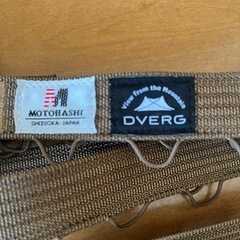 MOTOHASHI
SHIZUOKA・JAPAN
View from the Mountain
DVERG